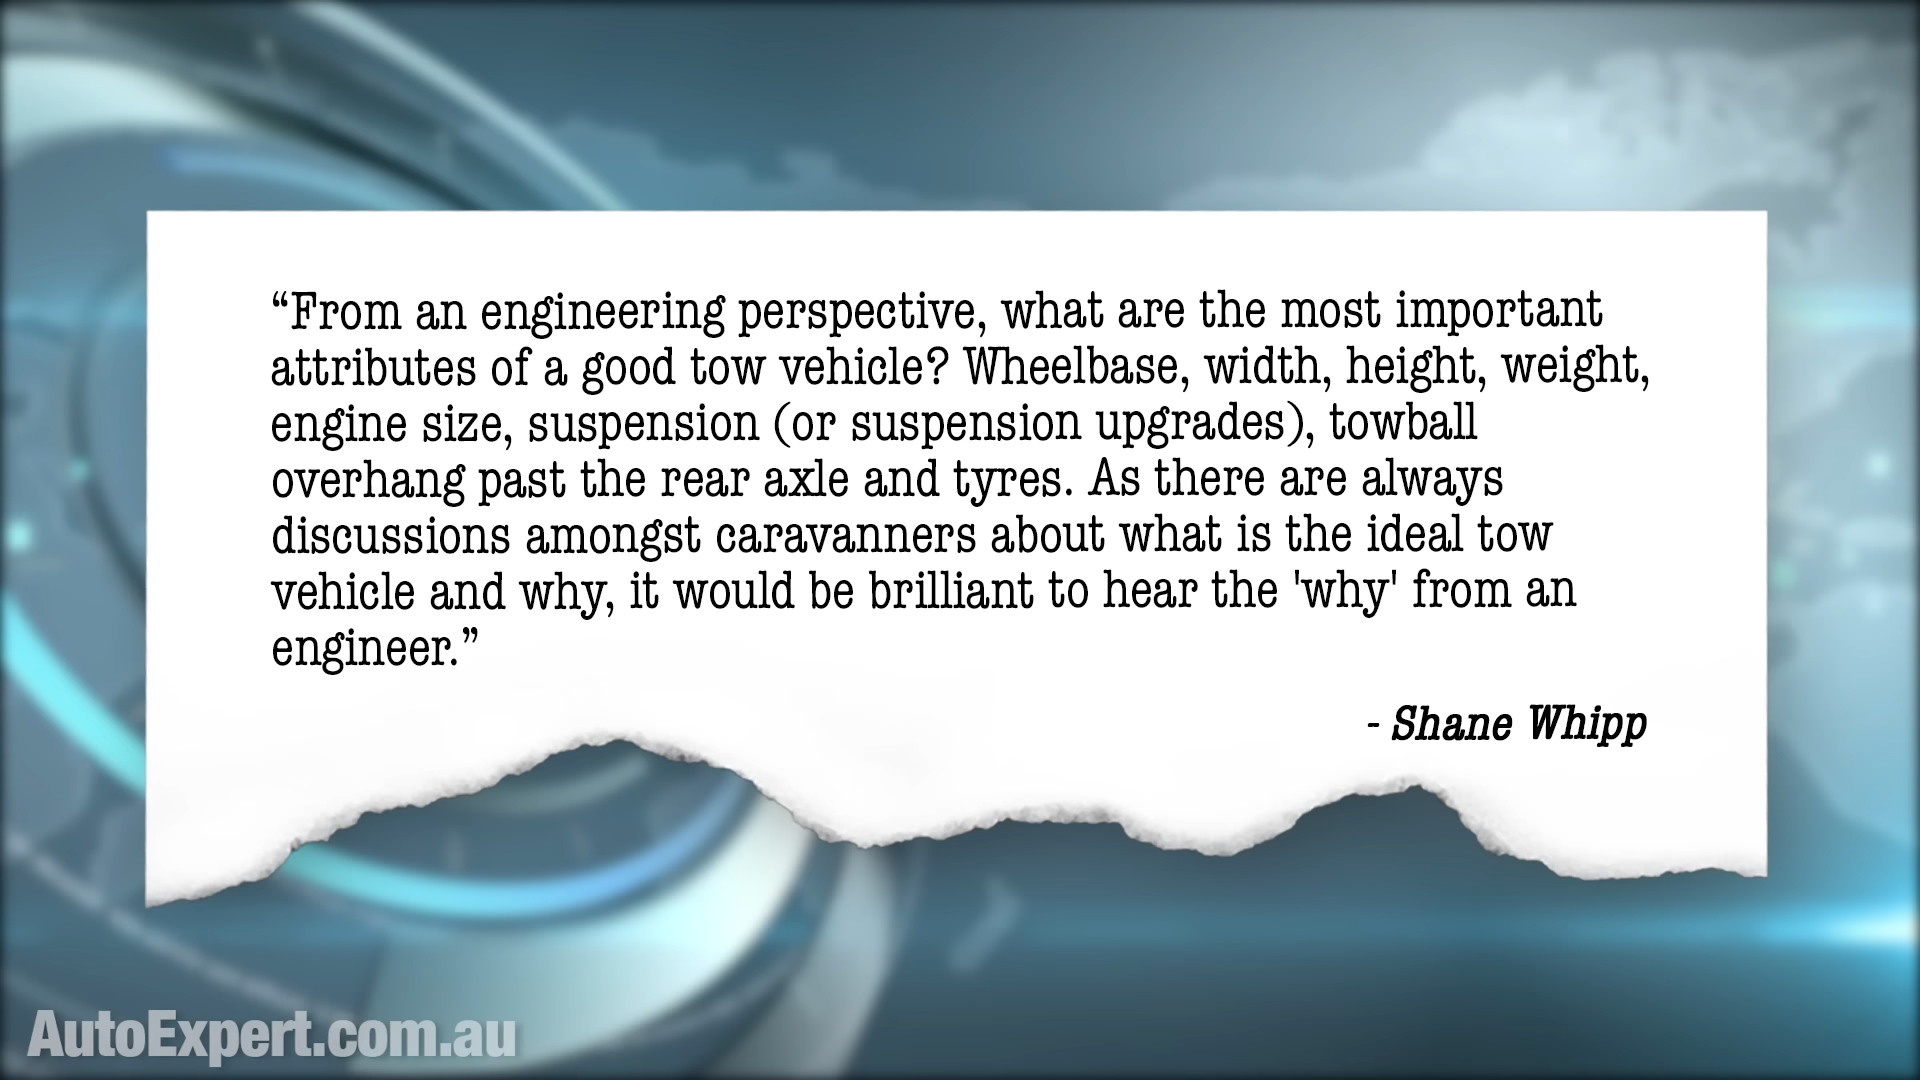 “From an engineering perspective, what are the most important
attributes of a good tow vehicle? Wheelbase, width, height, weight,
engine size, suspension (or suspension upgrades), towball
overhang past the rear axle and tyres. As there are always
discussions amongst caravanners about what is the ideal tow
vehicle and why, it would be brilliant to hear the 'why' from an
engineer.”
- Shane Whipp
AutoExpert.com.au